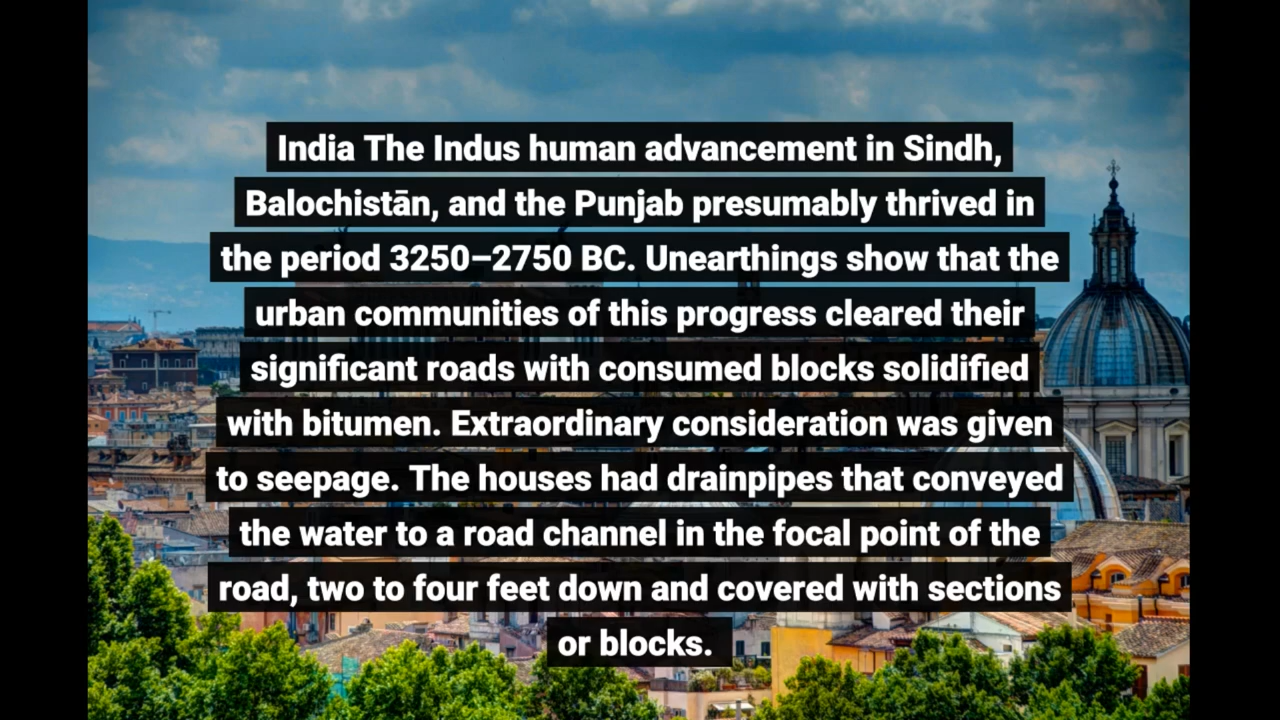 India The Indus human advancement in Sindh,
Balochistān, and the Punjab presumably thrived in
the period 3250–2750 BC. Unearthings show that the
urban communities of this progress cleared their
significant roads with consumed blocks solidified
with bitumen. Extraordinary consideration was given
to seepage. The houses had drainpipes that conveyed
the water to a road channel in the focal point of the
road, two to four feet down and covered with sections
or blocks.